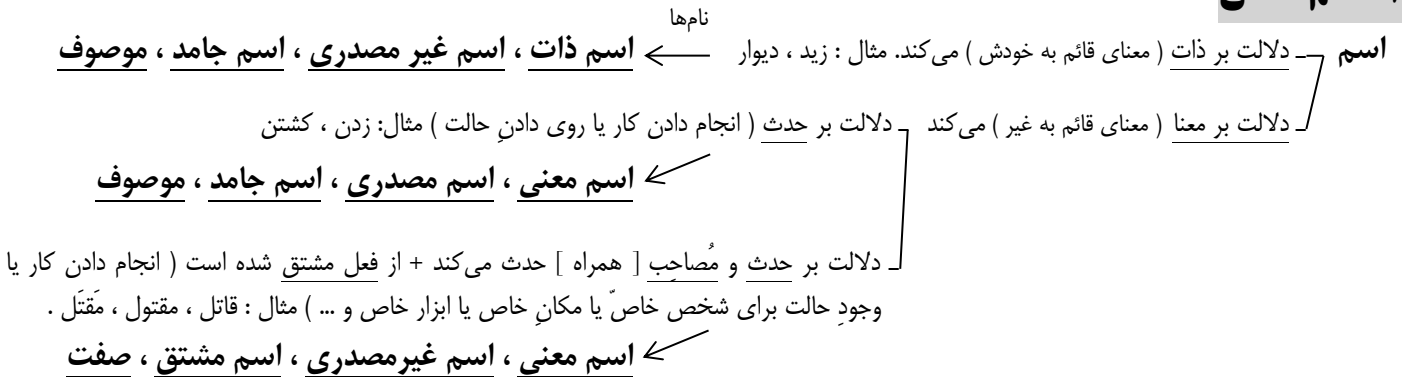 نام‌ها
اسم ـ دلالت بر ذات ( معنای قائم به خودش ) می‌کند. مثال : زید ، دیوار اسم ذات ، اسم غیر مصدری ، اسم جامد ، موصوف
ـ دلالت بر معنا ( معنای قائم به غیر ) می‌کند ـ دلالت بر حدث ( انجام دادن کار یا روی دادنِ حالت ) مثال: زدن ، کشتن
اسم معنی ، اسم مصدری ، اسم جامد ، موصوف
ـ دلالت بر حدث و مُصاحِب [ همراه ] حدث می‌کند + از فعل مشتق شده است ( انجام دادن کار یا
وجودِ حالت برای شخص خاصّ یا مکانِ خاص یا ابزار خاص و ... ) مثال : قاتل ، مقتول ، مَقتَل .
اسم معنی ، اسم غیرمصدری ، اسم مشتق ، صفت